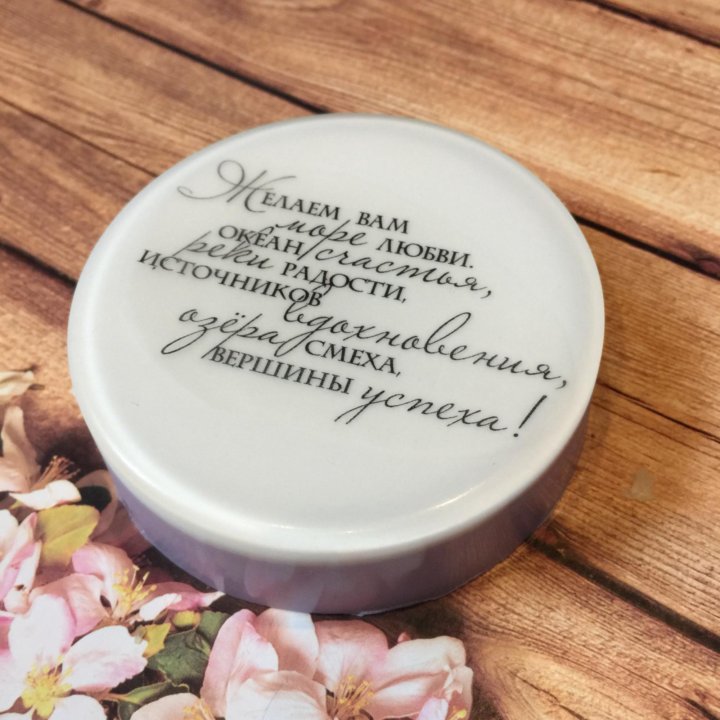 Желаем вам
море любви.
океан счастья,
реки радости,
источников
вдохновения,
озёра смеха,
вершины успеха!